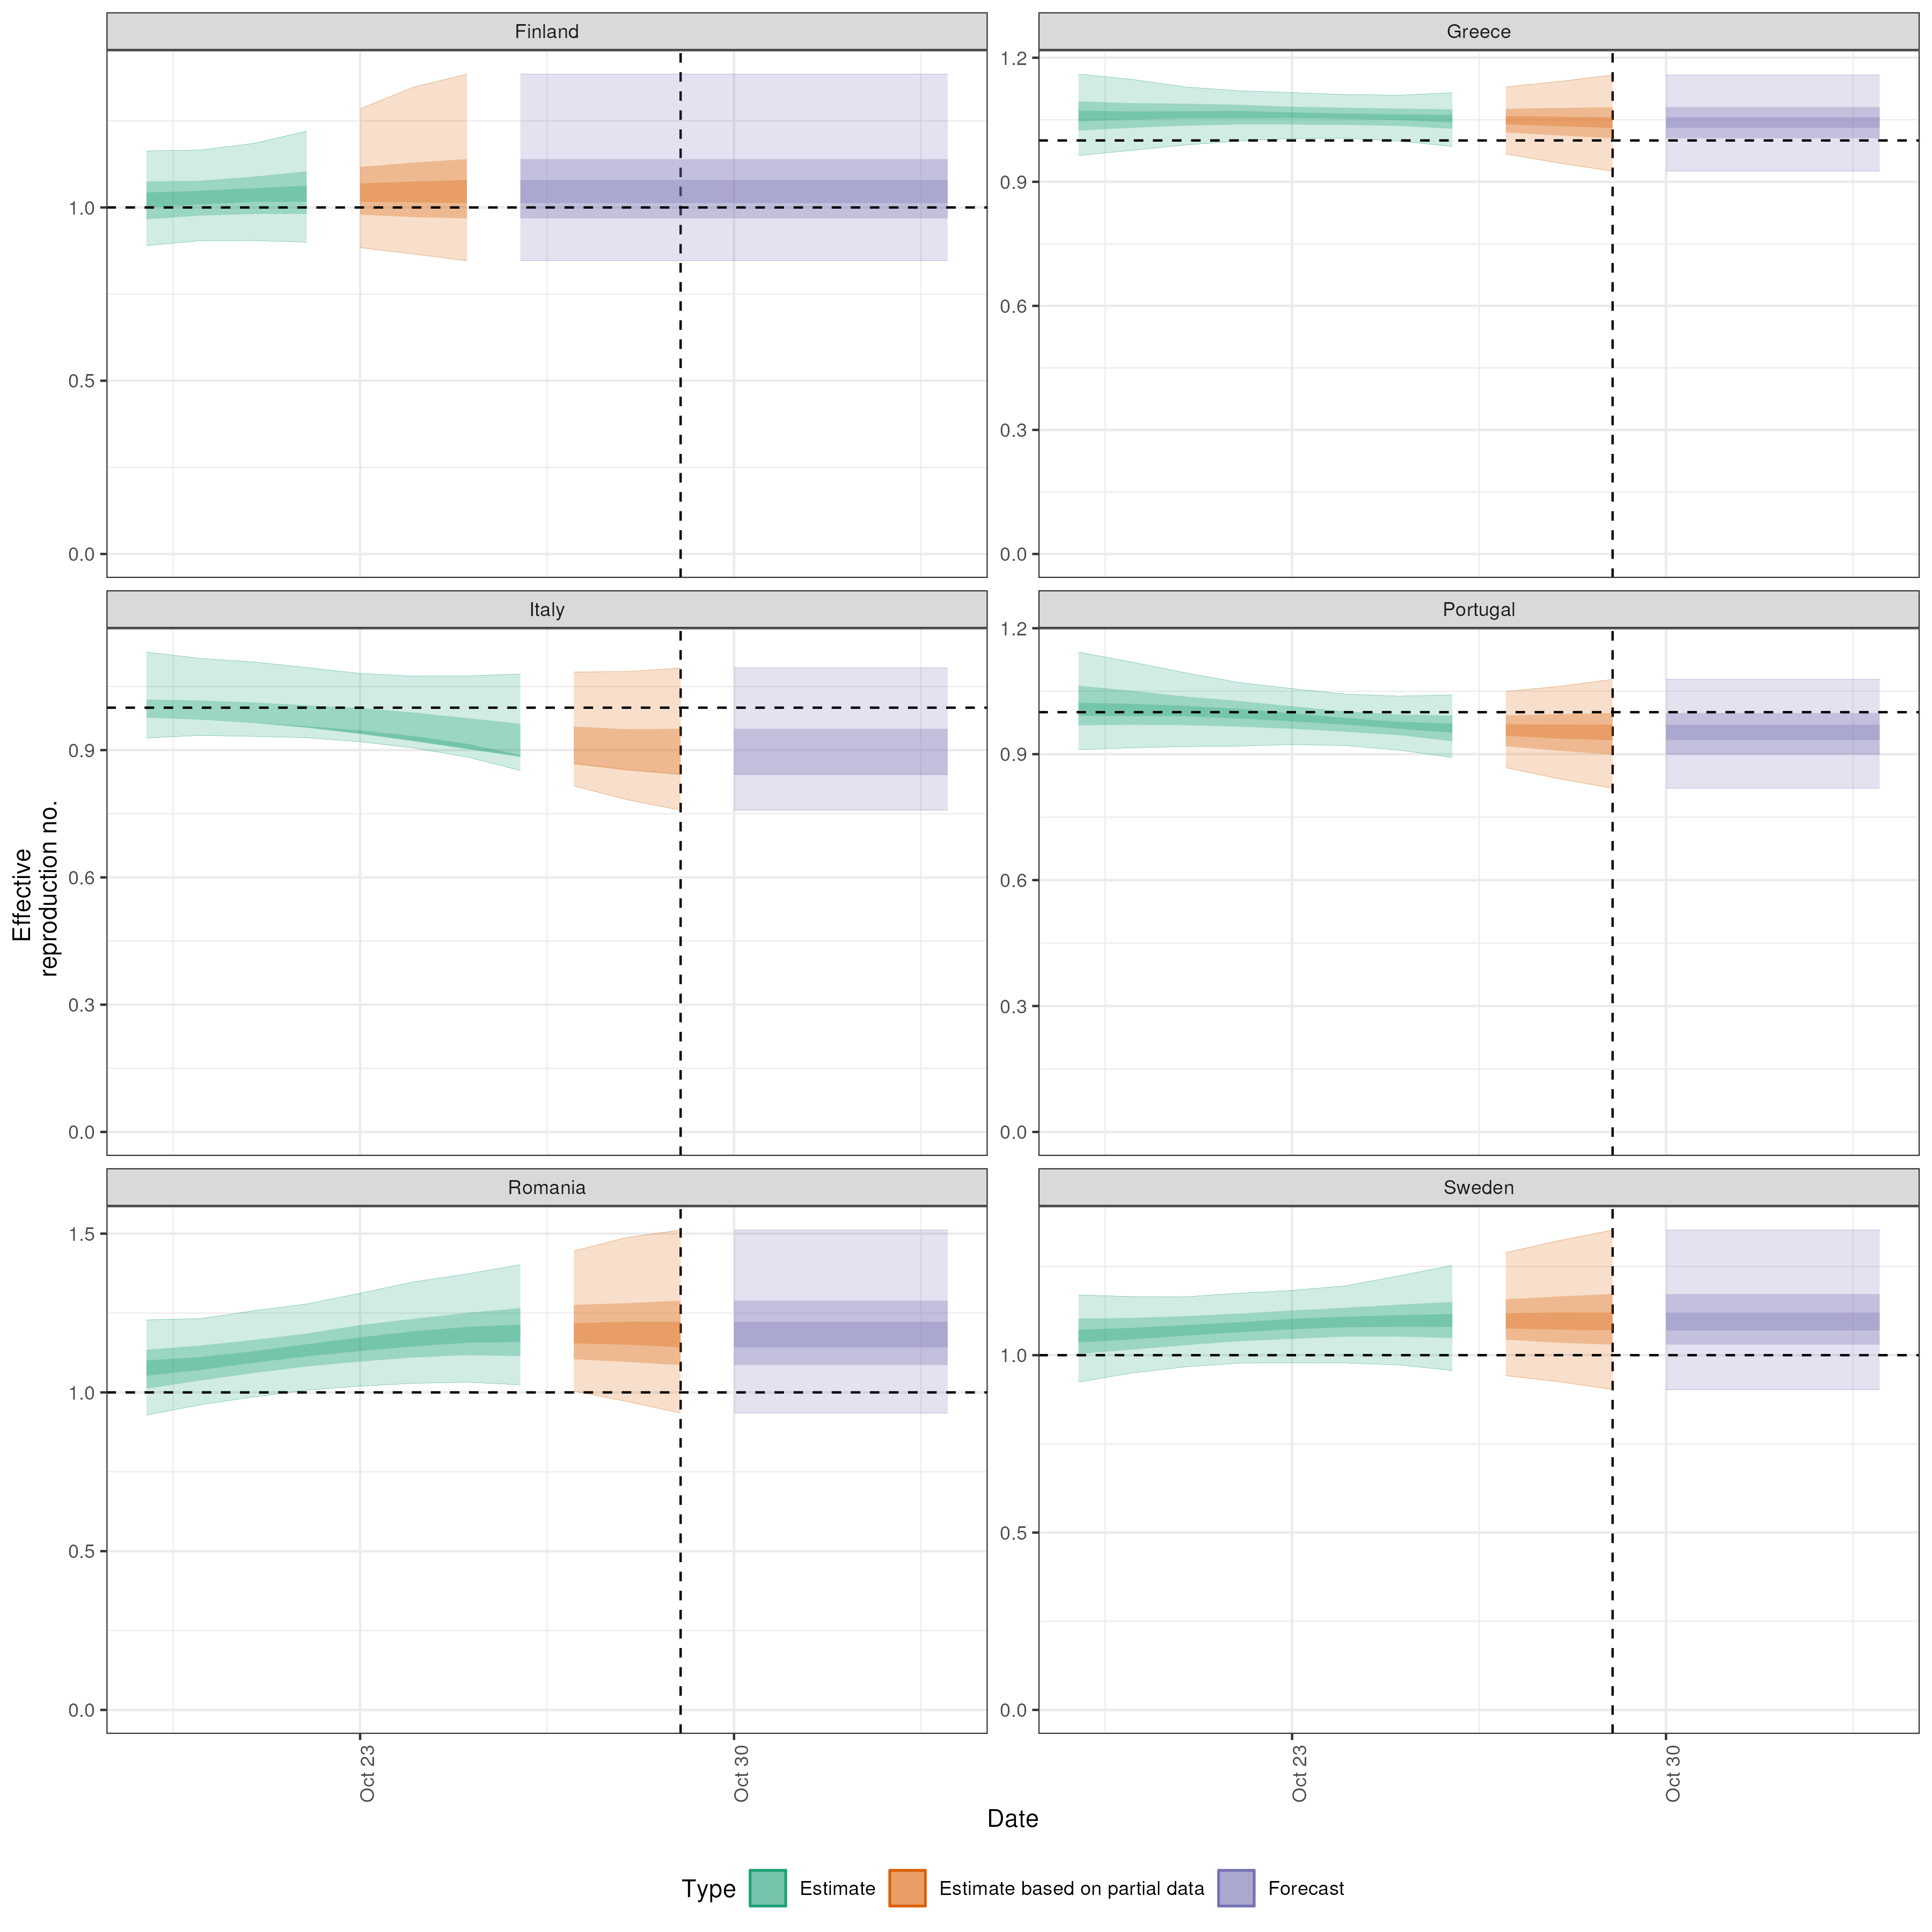 Finland
Greece
1.0
0.5
0.0
1.2
0.9
0.6
0.3
0.0
Italy
Portugal
0.9
0.6
0.3
0.0
1.2
0.9
0.6
0.3
0.0
Romania
Sweden
1.5
1.0
0.5
0.0
1.0
0.5
0.0
Effective
reproduction no.
Oct 23
Oct 30
Oct 23
Oct 30
Date
Type Estimate Estimate based on partial data Forecast